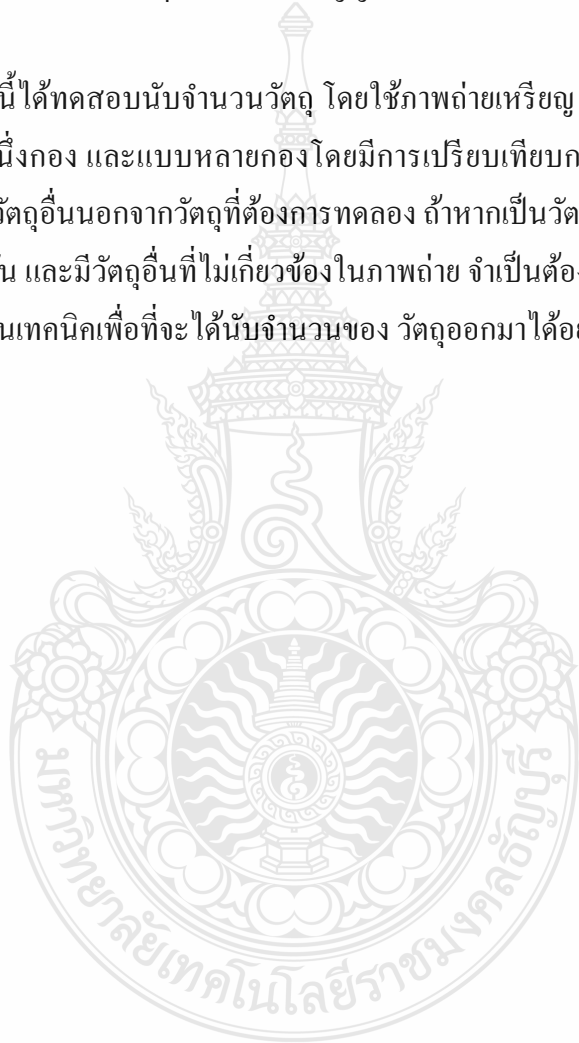 นี้ได้ทดสอบนับจำนวนวัตถุ โดยใช้ภาพถ่ายเหรียญ
นึ่งกอง และแบบหลายกองโดยมีการเปรียบเทียบก
วัตถุอื่นนอกจากวัตถุที่ต้องการทดลอง ถ้าหากเป็นวัต
น และมีวัตถุอื่นที่ไม่เกี่ยวข้องในภาพถ่าย จำเป็นต้อง
นเทคนิคเพื่อที่จะได้นับจำนวนของ วัตถุออกมาได้อย
มหาวิทยาลัยเทคโนโลยีราชมงคลธัญบุรี